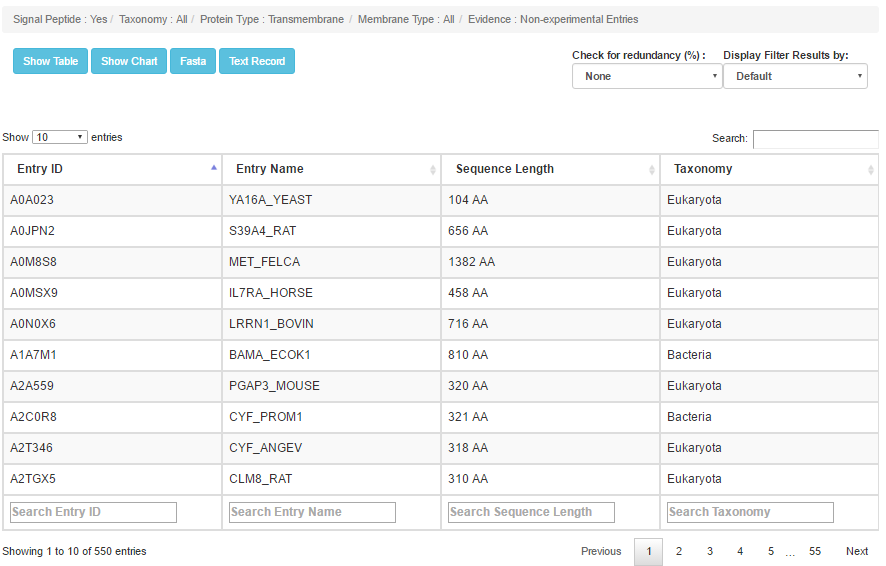 Signal Peptide : Yes / Taxonomy : All / Protein Type : Transmembrane / Membrane Type : All / Evidence : Non-experimental Entries
Show Table Show Chart Fasta Text Record
Check for redundancy (%) : Display Filter Results by:
None Default
Show 10 entries Search:
Entry ID Entry Name Sequence Length Taxonomy
A0A023 YA16A_YEAST 104 AA Eukaryota
A0JPN2 S39A4_RAT 656 AA Eukaryota
A0M8S8 MET_FELCA 1382 AA Eukaryota
A0MSX9 IL7RA_HORSE 458 AA Eukaryota
A0N0X6 LRRN1_BOVIN 716 AA Eukaryota
A1A7M1 BAMA_ECOK1 810 AA Bacteria
A2A559 PGAP3_MOUSE 320 AA Eukaryota
A2C0R8 CYF_PROM1 321 AA Bacteria
A2T346 CYF_ANGEV 318 AA Eukaryota
A2TGX5 CLM8_RAT 310 AA Eukaryota
Search Entry ID Search Entry Name Search Sequence Length Search Taxonomy
Showing 1 to 10 of 550 entries Previous 1 2 3 4 5 … 55 Next